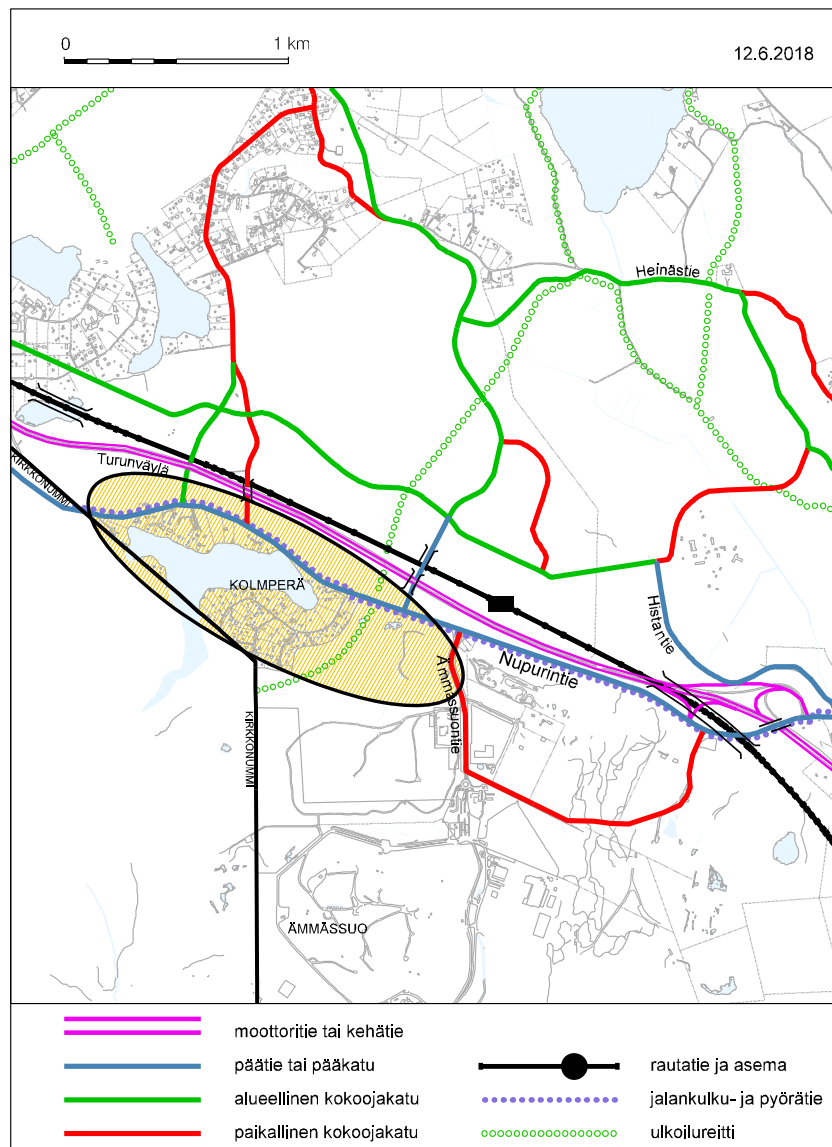 0 1 km
12.6.2018
Heinästie
Turunväylä
KIRKKONUMMI
KOLMPERÄ
Histantie
Nupurintie
Ämmässuontie
KIRKKONUMMI
ÄMMÄSSUO
moottoritie tai kehätie
päätie tai pääkatu
rautatie ja asema
alueellinen kokoojakatu
jalankulku- ja pyörätie
paikallinen kokoojakatu
ulkoilureitti